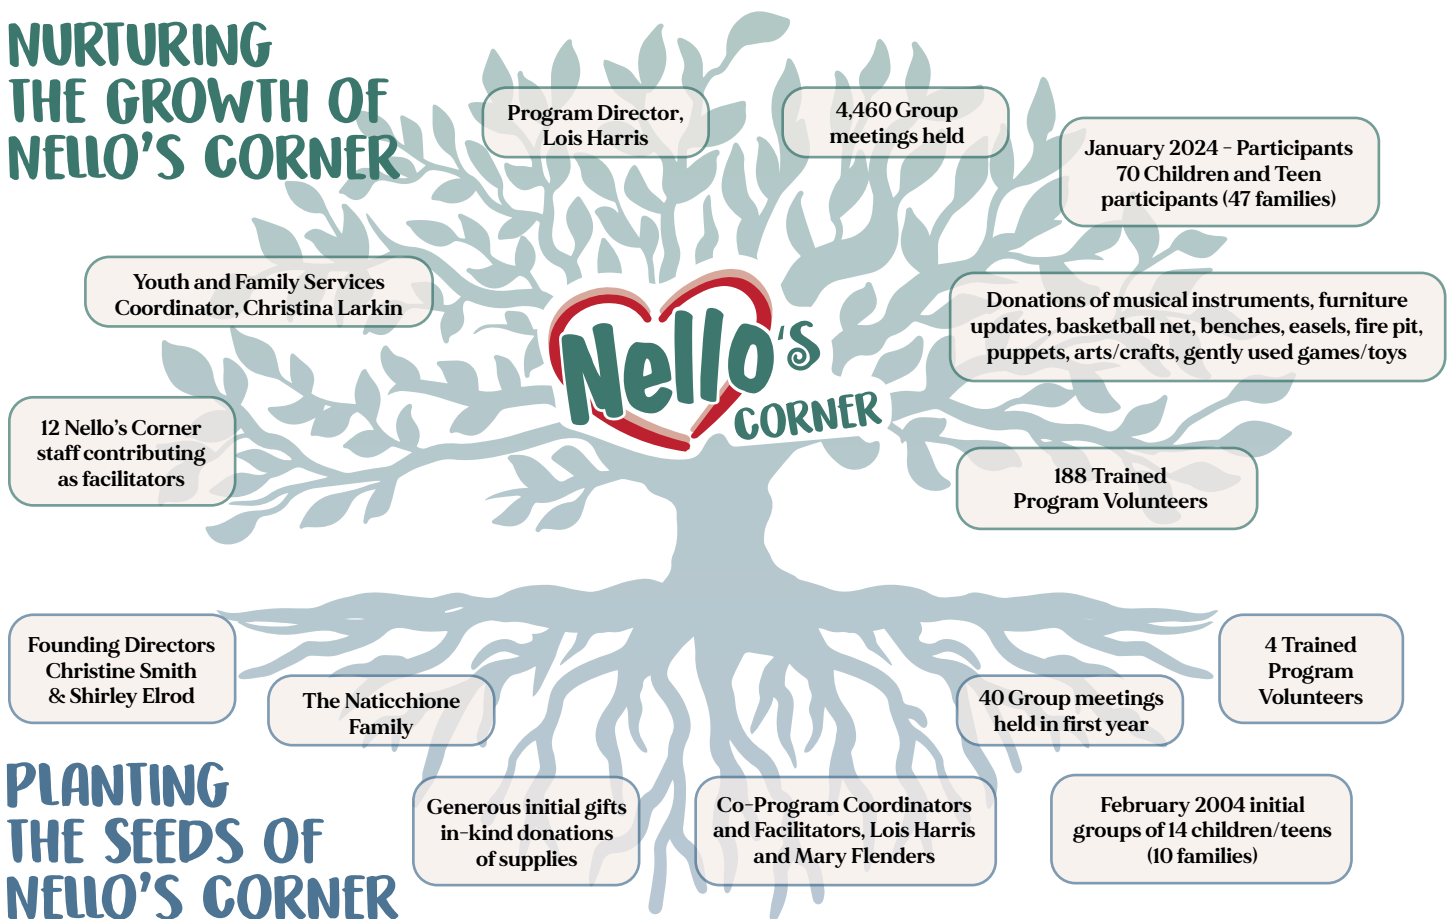 NURTURING
THE GROWTH OF
NELLO'S CORNER
Program Director,
Lois Harris
4,460 Group
meetings held
January 2024 - Participants
70 Children and Teen
participants (47 families)
Youth and Family Services
Coordinator, Christina Larkin
Donations of musical instruments, furniture
updates, basketball net, benches, easels, fire pit,
puppets, arts/crafts, gently used games/toys
Nello's
CORNER
12 Nello's Corner
staff contributing
as facilitators
188 Trained
Program Volunteers
Founding Directors
Christine Smith
& Shirley Elrod
The Naticchione
Family
40 Group meetings
held in first year
4 Trained
Program
Volunteers
PLANTING
THE SEEDS OF
NELLO'S CORNER
Generous initial gifts
in-kind donations
of supplies
Co-Program Coordinators
and Facilitators, Lois Harris
and Mary Flenders
February 2004 initial
groups of 14 children/teens
(10 families)